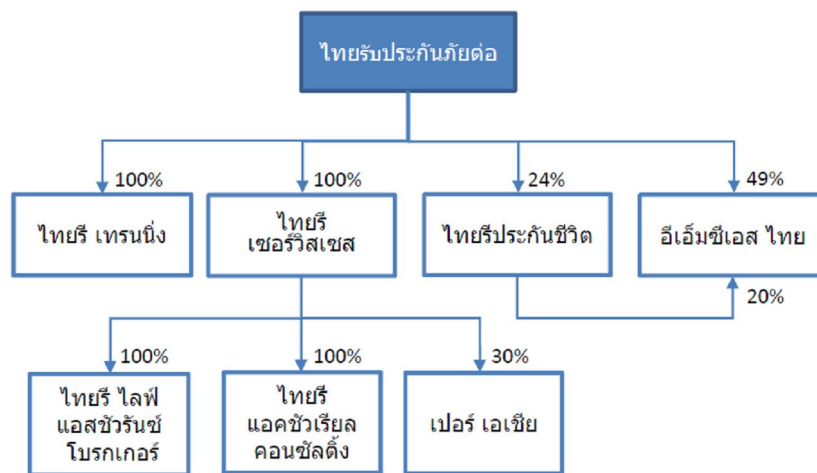 ไทยรับประกันภัยต่อ
100%
100%
24%
49%
ไทยรี เทรนนิ่ง
ไทยรี
เซอร์วิสเซส
ไทยรีประกันชีวิต
อีเอ็มซีเอส ไทย
20%
100%
100%
30%
ไทยรี ไลฟ์
แอสชัวรันซ์
โบรกเกอร์
ไทยรี
แอคชัวเรียล
คอนซัลติ้ง
เปอร์ เอเชีย